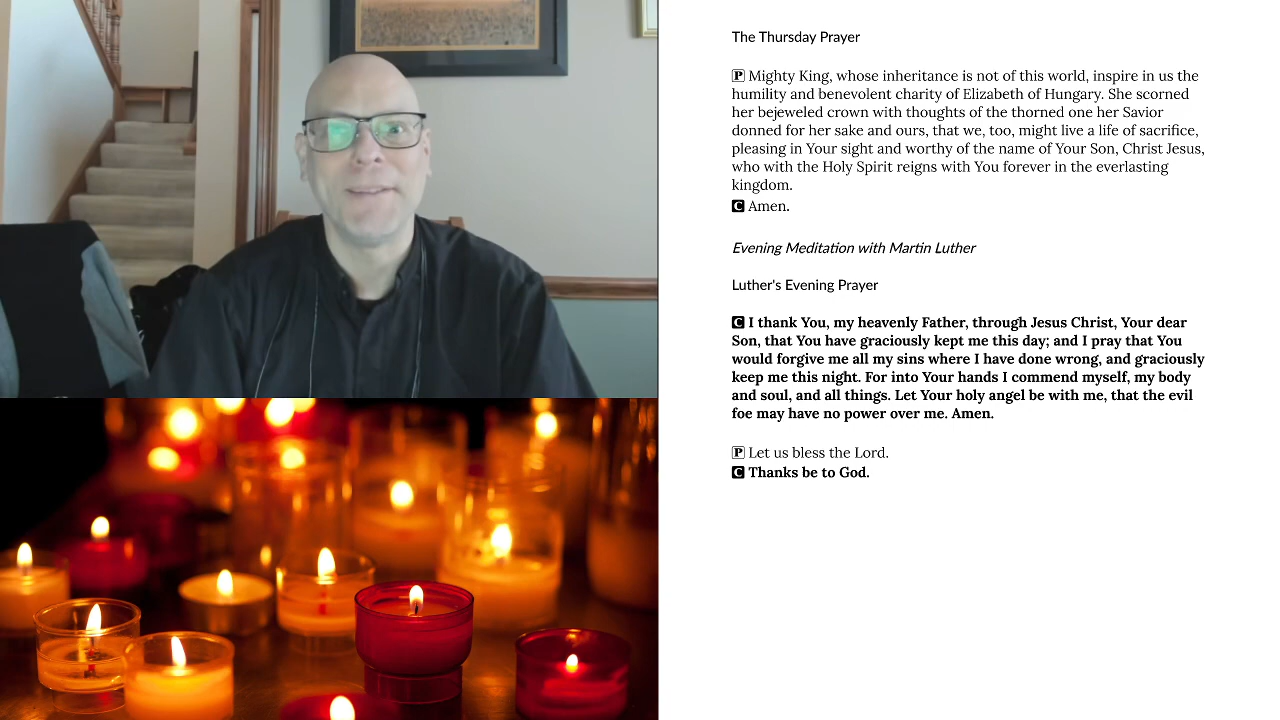 The Thursday Prayer
P Mighty King, whose inheritance is not of this world, inspire in us the
humility and benevolent charity of Elizabeth of Hungary. She scorned
her bejeweled crown with thoughts of the thorned one her Savior
donned for her sake and ours, that we, too, might live a life of sacrifice,
pleasing in Your sight and worthy of the name of Your Son, Christ Jesus,
who with the Holy Spirit reigns with You forever in the everlasting
kingdom.
C Amen.
Evening Meditation with Martin Luther
Luther's Evening Prayer
C I thank You, my heavenly Father, through Jesus Christ, Your dear
Son, that You have graciously kept me this day; and I pray that You
would forgive me all my sins where I have done wrong, and graciously
keep me this night. For into Your hands I commend myself, my body
and soul, and all things. Let Your holy angel be with me, that the evil
foe may have no power over me. Amen.
P Let us bless the Lord.
C Thanks be to God.